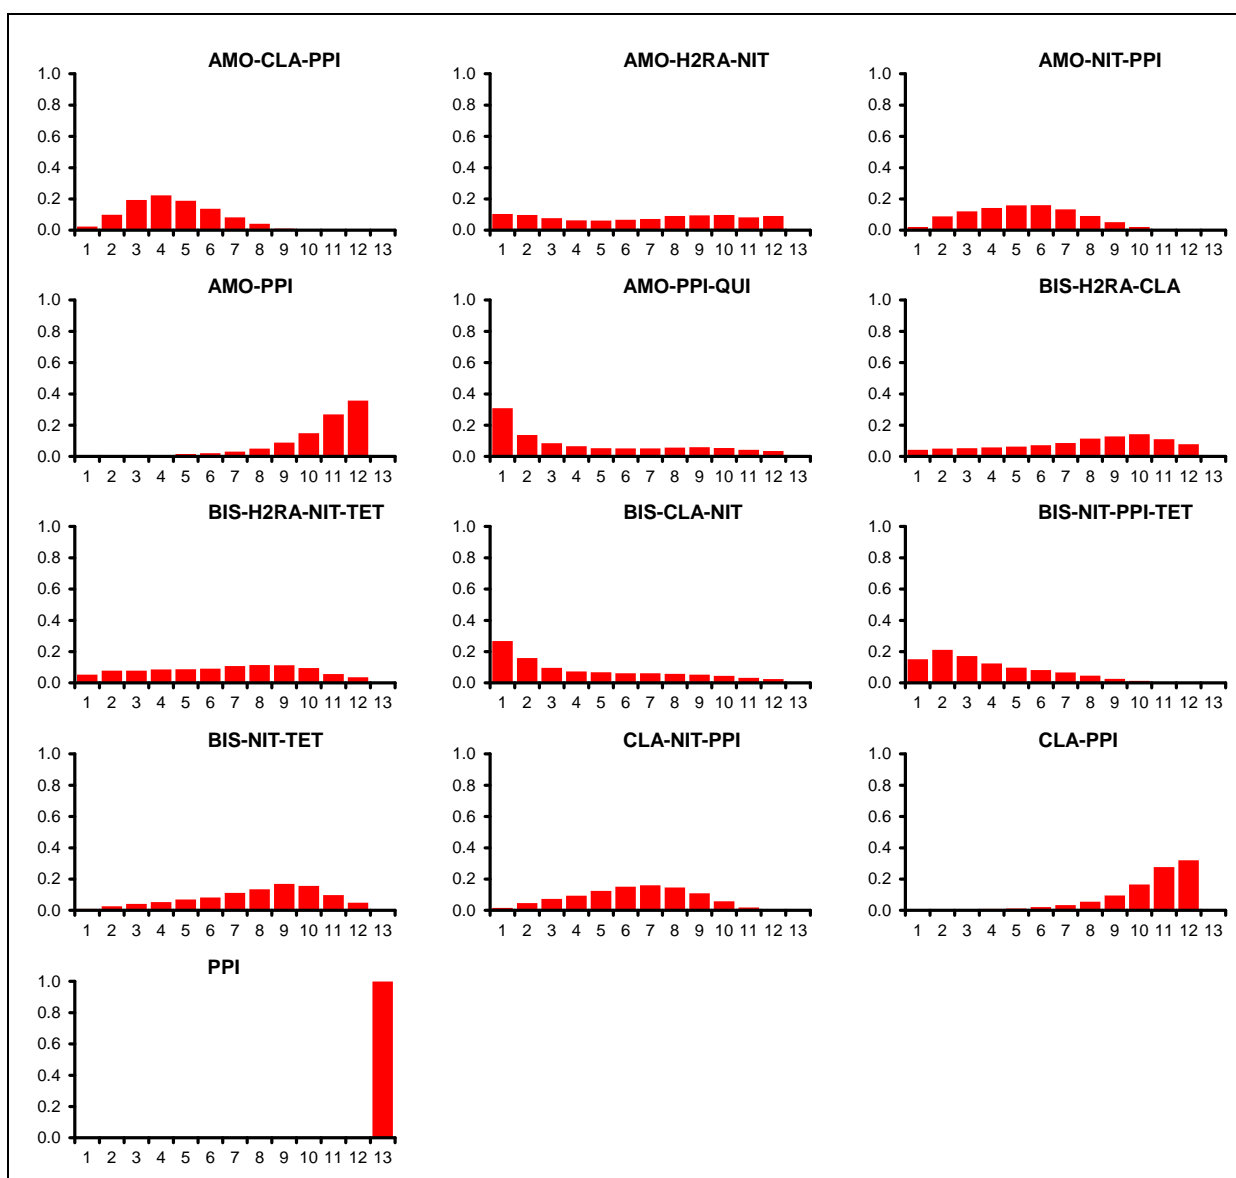 AMO-CLA-PPI AMO-H2RA-NIT AMO-NIT-PPI
1.0 1.0 1.0
0.8 0.8 0.8
0.6 0.6 0.6
0.4 0.4 0.4
0.2 0.2 0.2
0.0 0.0 0.0
1 2 3 4 5 6 7 8 9 10 11 12 13 1 2 3 4 5 6 7 8 9 10 11 12 13 1 2 3 4 5 6 7 8 9 10 11 12 13
AMO-PPI AMO-PPI-QUI BIS-H2RA-CLA
1.0 1.0 1.0
0.8 0.8 0.8
0.6 0.6 0.6
0.4 0.4 0.4
0.2 0.2 0.2
0.0 0.0 0.0
1 2 3 4 5 6 7 8 9 10 11 12 13 1 2 3 4 5 6 7 8 9 10 11 12 13 1 2 3 4 5 6 7 8 9 10 11 12 13
BIS-H2RA-NIT-TET BIS-CLA-NIT BIS-NIT-PPI-TET
1.0 1.0 1.0
0.8 0.8 0.8
0.6 0.6 0.6
0.4 0.4 0.4
0.2 0.2 0.2
0.0 0.0 0.0
1 2 3 4 5 6 7 8 9 10 11 12 13 1 2 3 4 5 6 7 8 9 10 11 12 13 1 2 3 4 5 6 7 8 9 10 11 12 13
BIS-NIT-TET CLA-NIT-PPI CLA-PPI
1.0 1.0 1.0
0.8 0.8 0.8
0.6 0.6 0.6
0.4 0.4 0.4
0.2 0.2 0.2
0.0 0.0 0.0
1 2 3 4 5 6 7 8 9 10 11 12 13 1 2 3 4 5 6 7 8 9 10 11 12 13 1 2 3 4 5 6 7 8 9 10 11 12 13
PPI
1.0
0.8
0.6
0.4
0.2
0.0
1 2 3 4 5 6 7 8 9 10 11 12 13